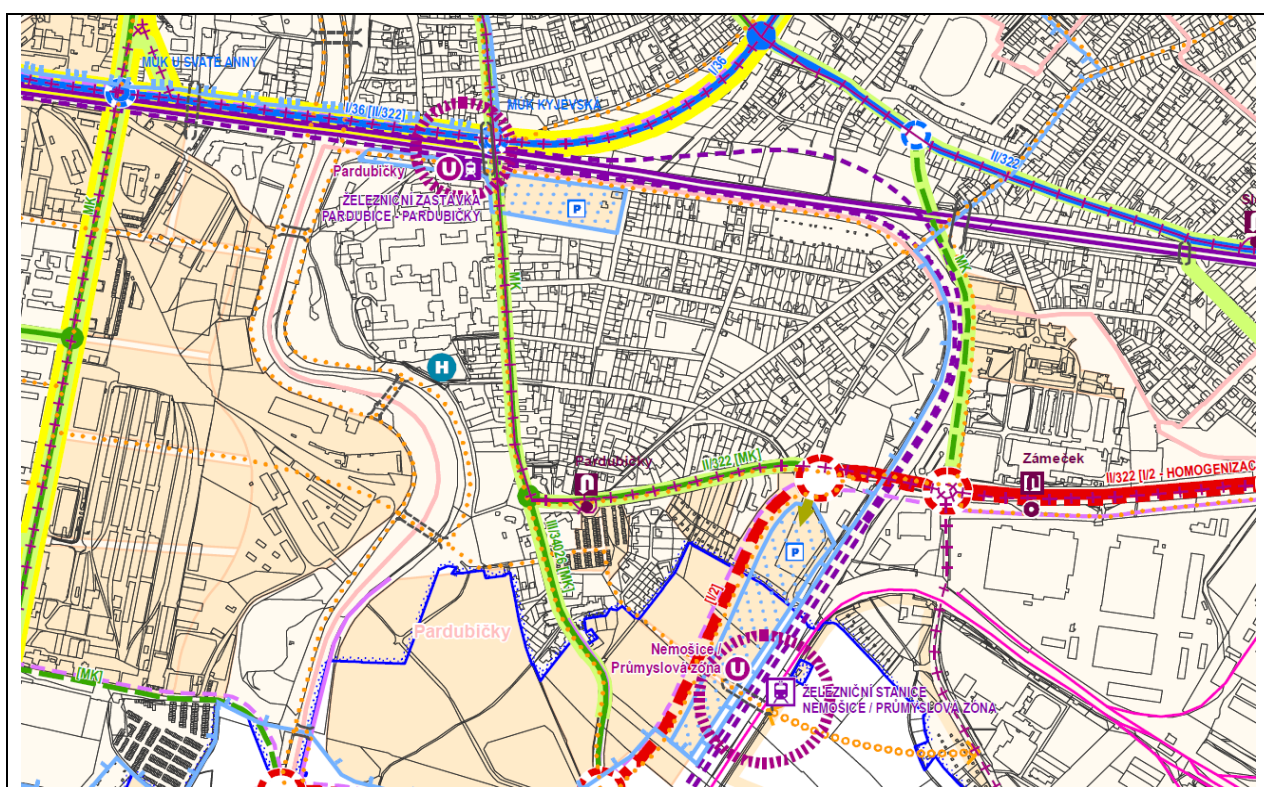 MÚK U SVATÉ ANNY
I/36
I/36 [II/322]
MÚK KYJEVSKÁ
II/322
Pardubičky
U
ŽELEZNIČNÍ ZASTÁVKA
PARDUBICE - PARDUBIČKY
P
MK
MK
MK
H
Pardubičky
II/322 [MK]
Zámeček
II/322 [I/2 - HOMOGENIZAC
III/34026 [MK]
P
[I/2]
Pardubičky
Nemošice /
Průmyslová zóna
U
ŽELEZNIČNÍ STANICE
NEMOŠICE / PRŮMYSLOVÁ ZÓNA
[MK]